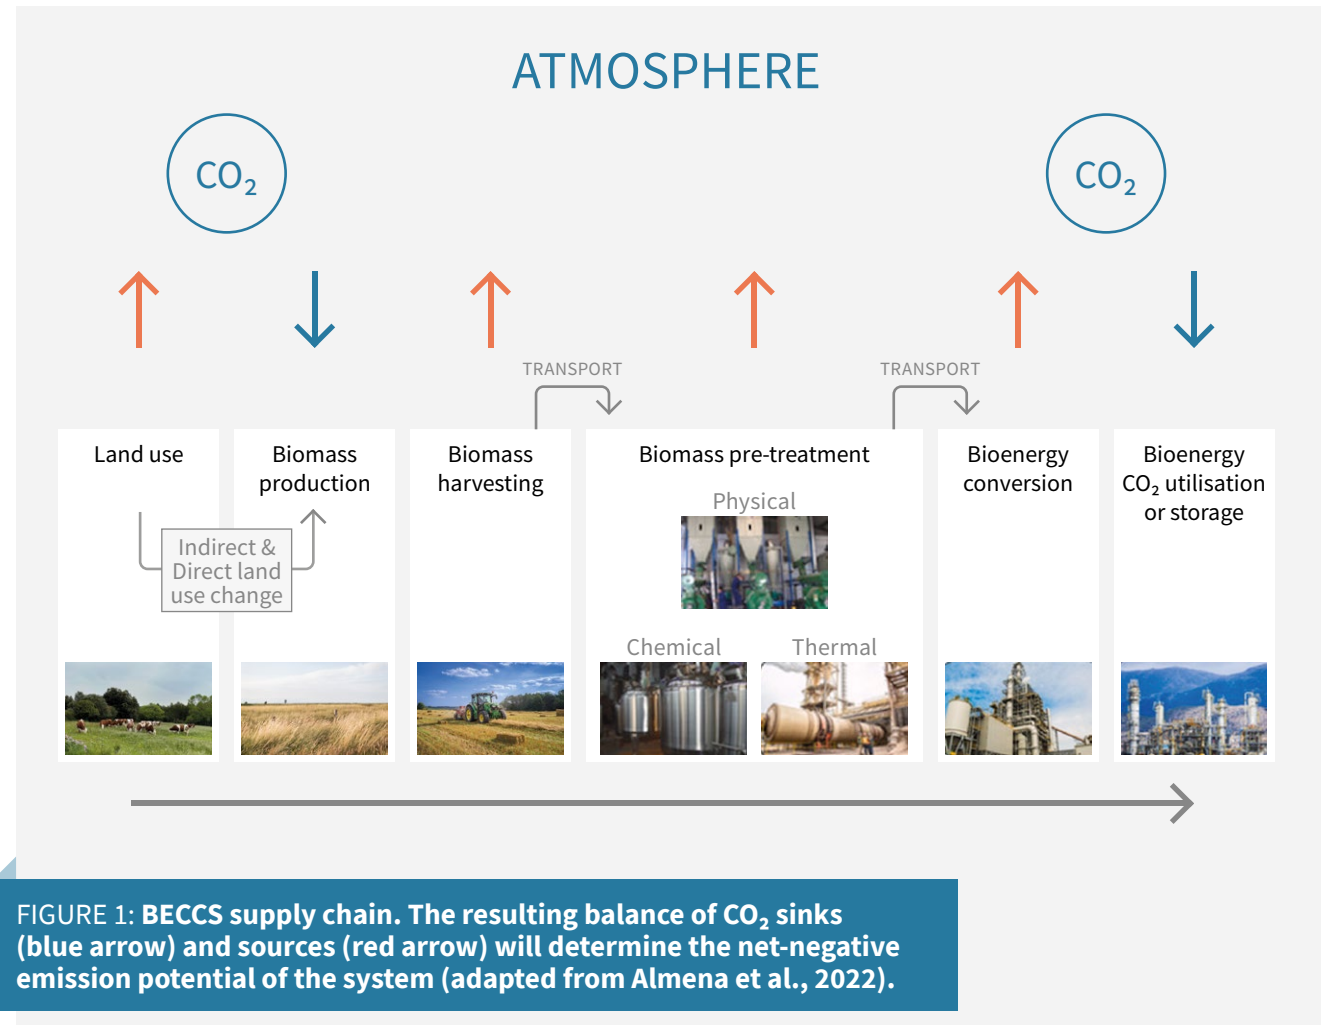 ATMOSPHERE
CO₂
CO₂
TRANSPORT
TRANSPORT
Land use
Indirect &
Direct land
use change
Biomass
production
Biomass
harvesting
Biomass pre-treatment
Physical
Chemical
Thermal
Bioenergy
conversion
Bioenergy
CO₂ utilisation
or storage
FIGURE 1: BECCS supply chain. The resulting balance of CO₂ sinks
(blue arrow) and sources (red arrow) will determine the net-negative
emission potential of the system (adapted from Almena et al., 2022).